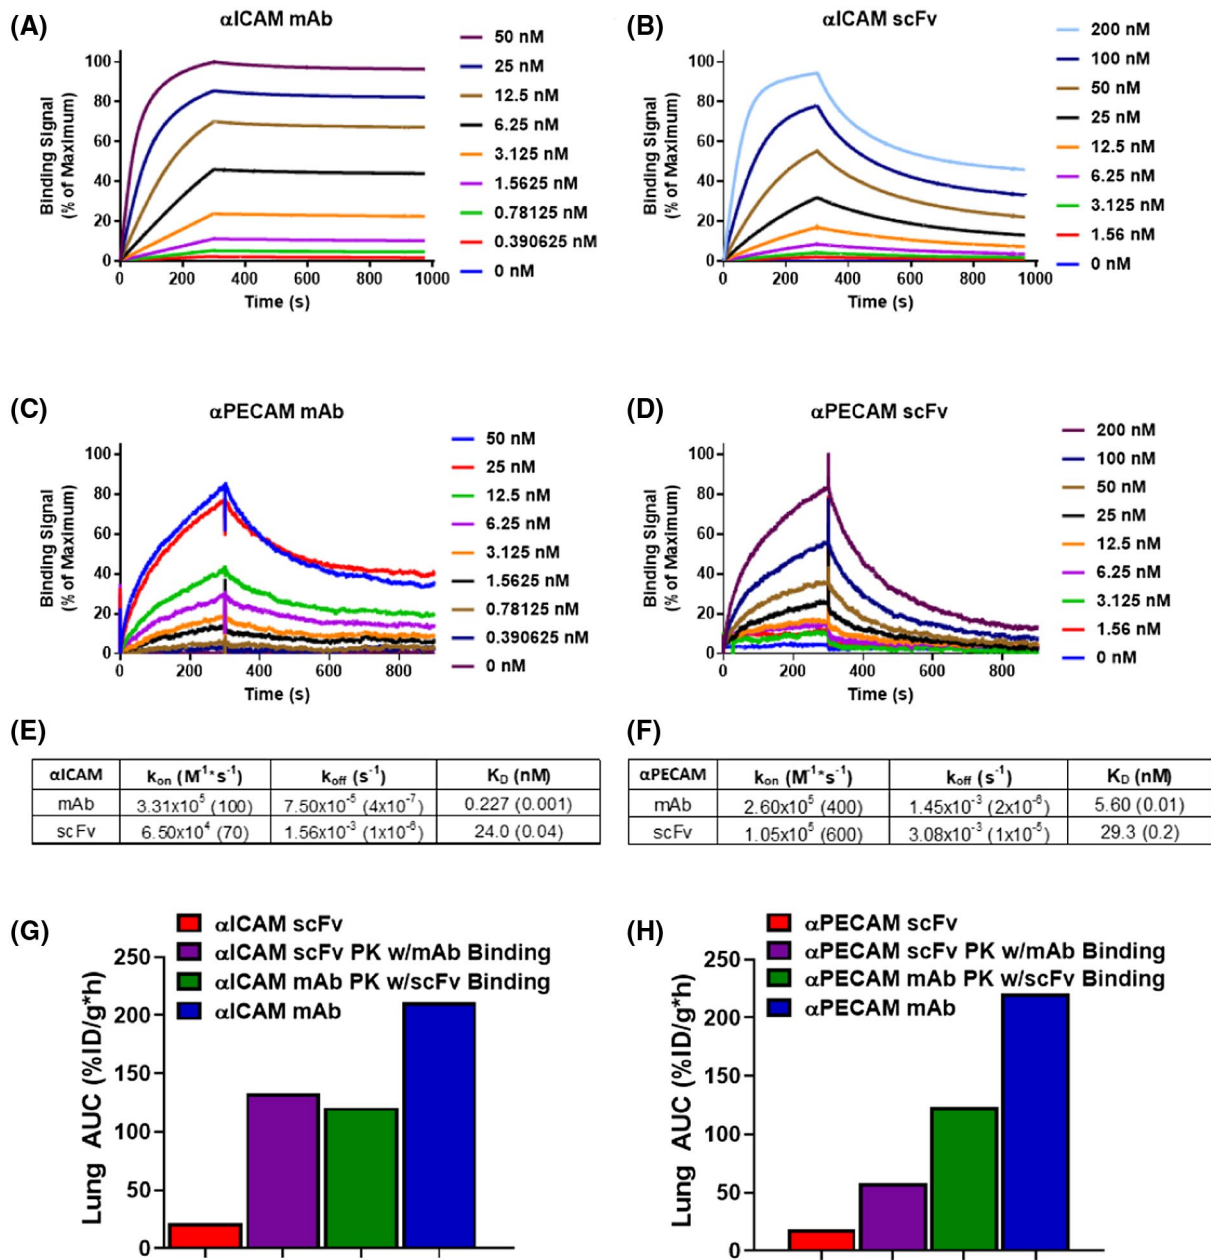 (A)
αICAM mAb
Binding Signal
(% of Maximum)
100
80
60
40
20
0
0 200 400 600 800 1000
Time (s)
50 nM
25 nM
12.5 nM
6.25 nM
3.125 nM
1.5625 nM
0.78125 nM
0.390625 nM
0 nM
(B)
αICAM scFv
Binding Signal
(% of Maximum)
100
80
60
40
20
0
0 200 400 600 800 1000
Time (s)
200 nM
100 nM
50 nM
25 nM
12.5 nM
6.25 nM
3.125 nM
1.56 nM
0 nM
(C)
αPECAM mAb
Binding Signal
(% of Maximum)
100
80
60
40
20
0
0 200 400 600 800
Time (s)
50 nM
25 nM
12.5 nM
6.25 nM
3.125 nM
1.5625 nM
0.78125 nM
0.390625 nM
0 nM
(D)
αPECAM scFv
Binding Signal
(% of Maximum)
100
80
60
40
20
0
0 200 400 600 800
Time (s)
200 nM
100 nM
50 nM
25 nM
12.5 nM
6.25 nM
3.125 nM
1.56 nM
0 nM
(E)
αICAM kon (M⁻¹*s⁻¹) koff (s⁻¹) KD (nM)
mAb 3.31x10⁵ (100) 7.50x10⁻⁵ (4x10⁻⁷) 0.227 (0.001)
scFv 6.50x10⁴ (70) 1.56x10⁻³ (1x10⁻⁶) 24.0 (0.04)
(F)
αPECAM kon (M⁻¹*s⁻¹) koff (s⁻¹) KD (nM)
mAb 2.60x10⁵ (400) 1.45x10⁻³ (2x10⁻⁶) 5.60 (0.01)
scFv 1.05x10⁵ (600) 3.08x10⁻³ (1x10⁻⁵) 29.3 (0.2)
(G)
αICAM scFv
αICAM scFv PK w/mAb Binding
αICAM mAb PK w/scFv Binding
αICAM mAb
Lung AUC (%ID/g*h)
250
200
150
100
50
0
(H)
αPECAM scFv
αPECAM scFv PK w/mAb Binding
αPECAM mAb PK w/scFv Binding
αPECAM mAb
Lung AUC (%ID/g*h)
250
200
150
100
50
0